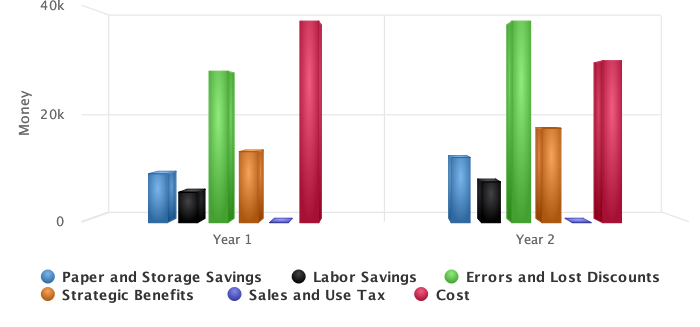 40k
20k
0
Money
Year 1 Year 2
Paper and Storage Savings Labor Savings Errors and Lost Discounts
Strategic Benefits Sales and Use Tax Cost